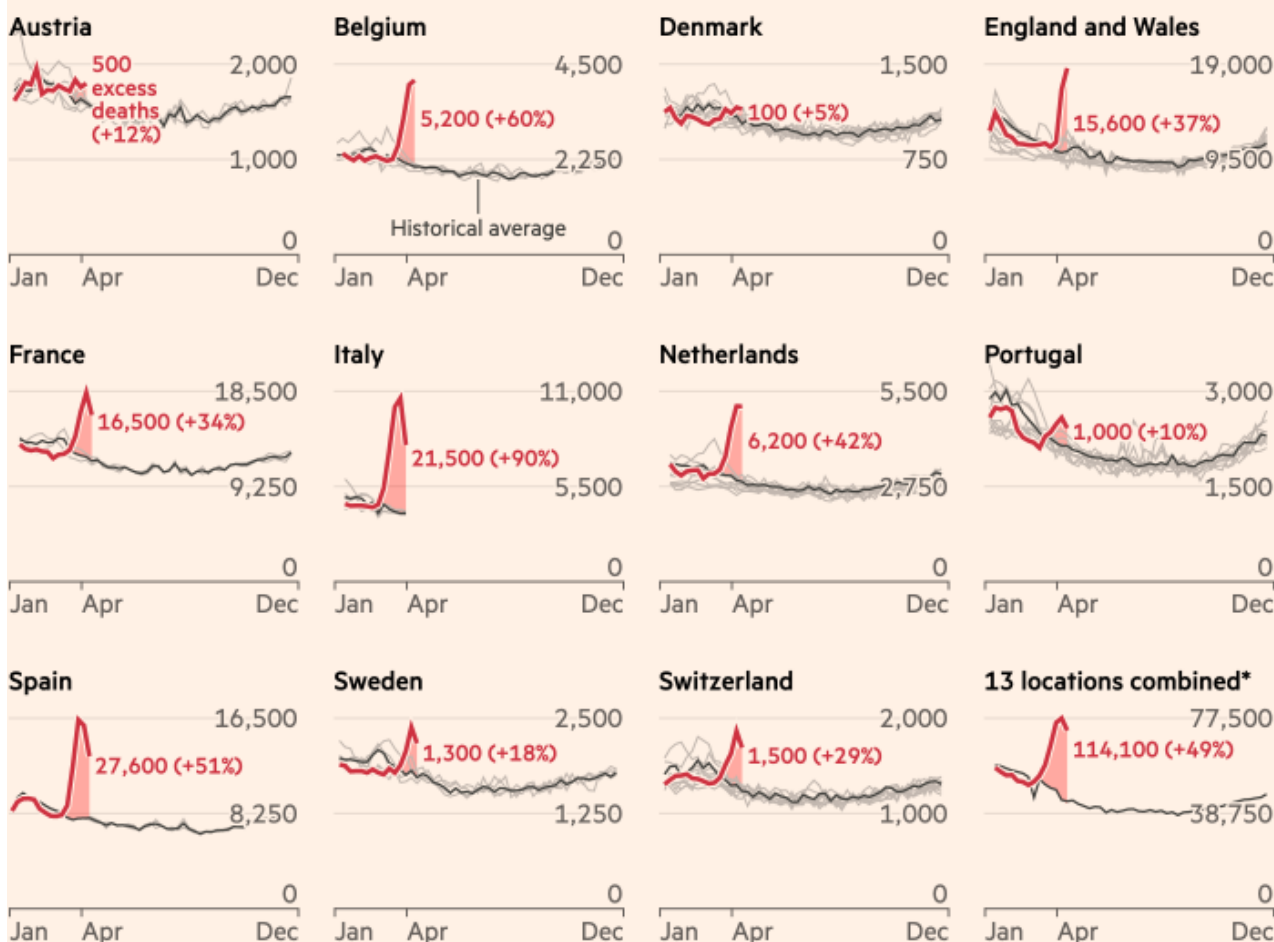 Austria
500
excess
deaths
(+12%)
2,000
1,000
0
Jan Apr Dec
Belgium
4,500
5,200 (+60%)
2,250
Historical average
0
Jan Apr Dec
Denmark
1,500
100 (+5%)
750
0
Jan Apr Dec
England and Wales
19,000
15,600 (+37%)
9,500
0
Jan Apr Dec
France
18,500
16,500 (+34%)
9,250
0
Jan Apr Dec
Italy
11,000
21,500 (+90%)
5,500
0
Jan Apr Dec
Netherlands
5,500
6,200 (+42%)
2,750
0
Jan Apr Dec
Portugal
3,000
1,000 (+10%)
1,500
0
Jan Apr Dec
Spain
16,500
27,600 (+51%)
8,250
0
Jan Apr Dec
Sweden
2,500
1,300 (+18%)
1,250
0
Jan Apr Dec
Switzerland
2,000
1,500 (+29%)
1,000
0
Jan Apr Dec
13 locations combined*
77,500
114,100 (+49%)
38,750
0
Jan Apr Dec